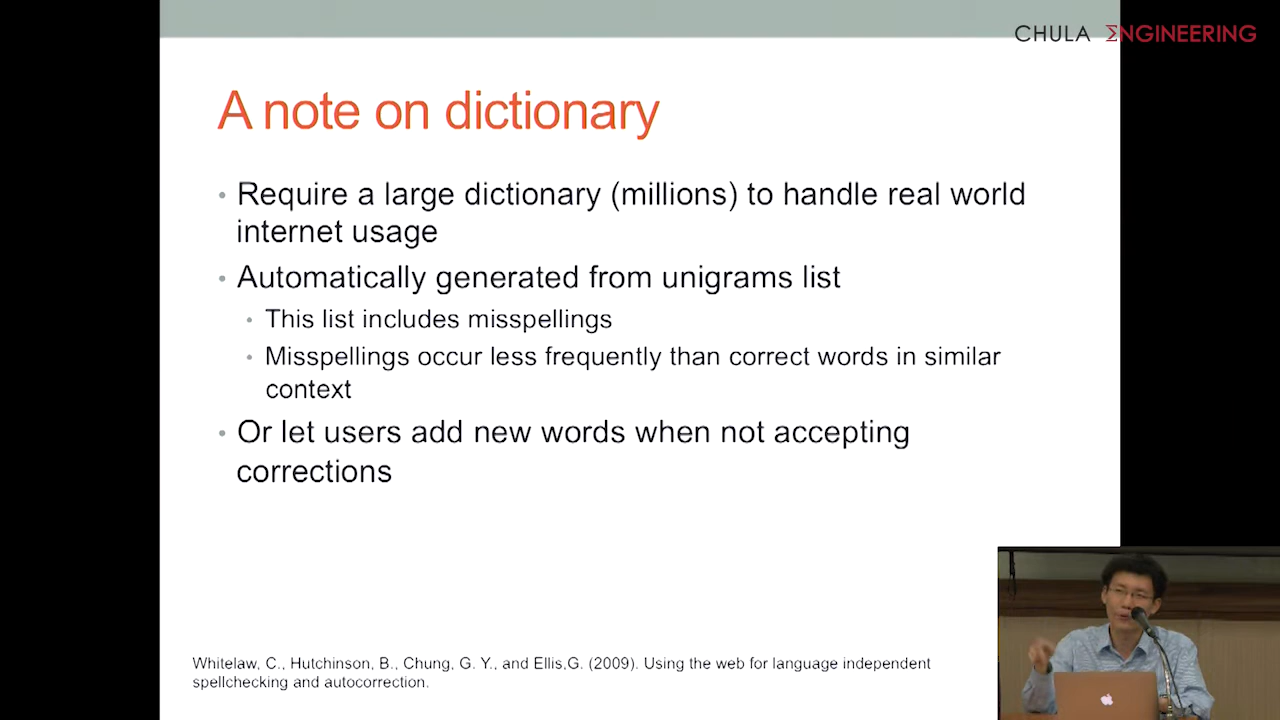 CHULA ΣNGINEERING
A note on dictionary
• Require a large dictionary (millions) to handle real world
internet usage
• Automatically generated from unigrams list
• This list includes misspellings
• Misspellings occur less frequently than correct words in similar
context
• Or let users add new words when not accepting
corrections
Whitelaw, C., Hutchinson, B., Chung, G. Y., and Ellis,G. (2009). Using the web for language independent
spellchecking and autocorrection.